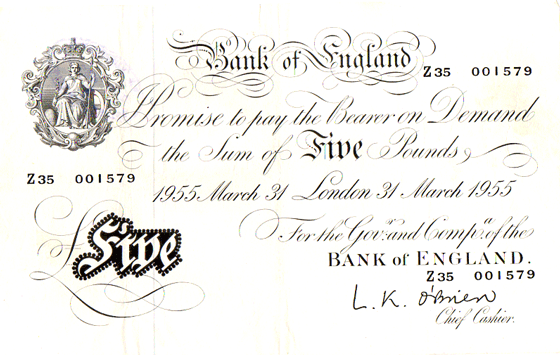 Bank of England
Z35 001579
I Promise to pay the Bearer on Demand
the Sum of Five Pounds
Z35 001579
1955 March 31 London 31 March 1955
For the Govr. and Compa. of the
£ Five
BANK of ENGLAND.
Z35 001579
L. K. O'Brien
Chief Cashier.